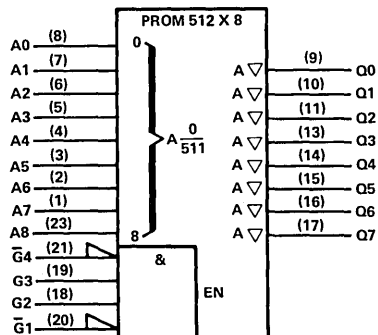 PROM 512 X 8
A0 (8) 0
A1 (7)
A2 (6)
A3 (5)
A4 (4)
A5 (3)
A6 (2)
A7 (1)
A8 (23) 8
A 0/511
G̅4 (21) &
G3 (19)
G2 (18) EN
G̅1 (20)
A ▽ (9) Q0
A ▽ (10) Q1
A ▽ (11) Q2
A ▽ (13) Q3
A ▽ (14) Q4
A ▽ (15) Q5
A ▽ (16) Q6
A ▽ (17) Q7